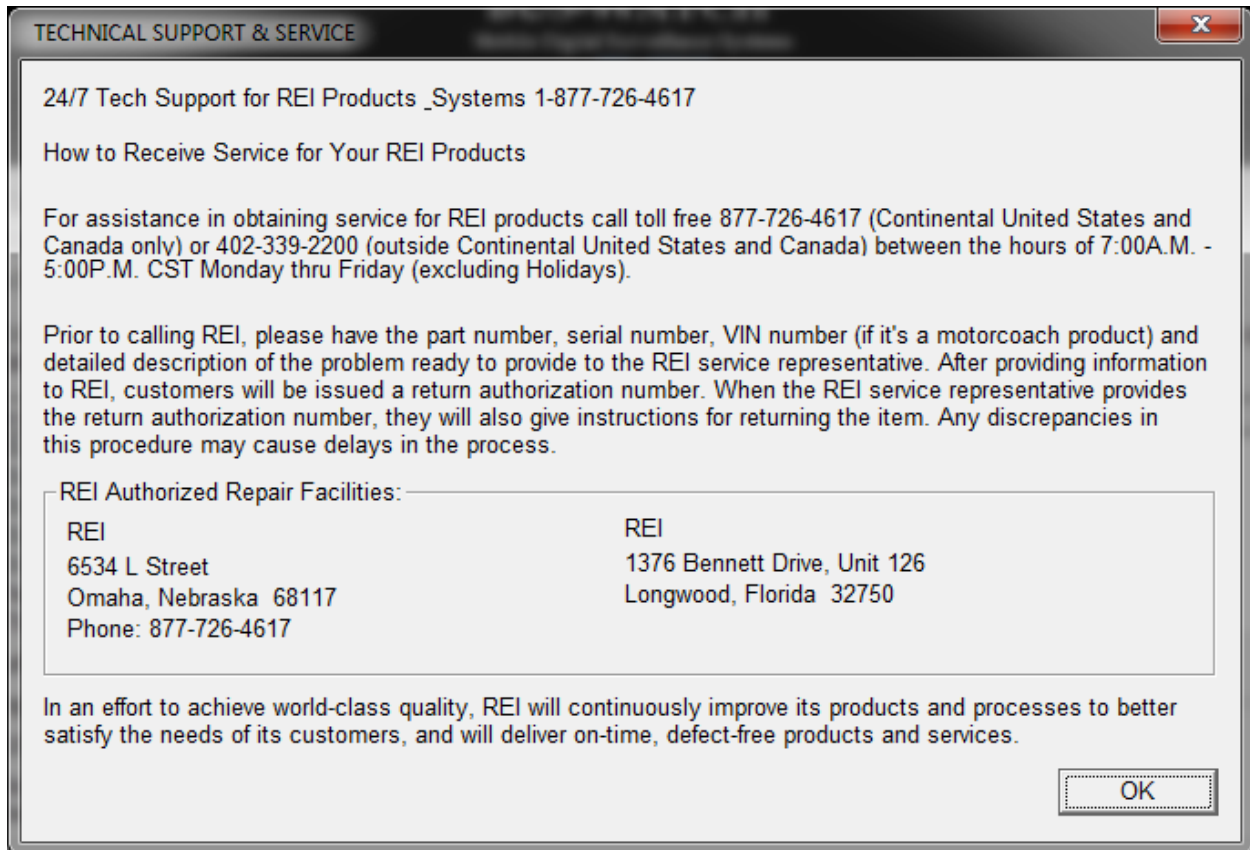 TECHNICAL SUPPORT & SERVICE
24/7 Tech Support for REI Products _Systems 1-877-726-4617
How to Receive Service for Your REI Products
For assistance in obtaining service for REI products call toll free 877-726-4617 (Continental United States and
Canada only) or 402-339-2200 (outside Continental United States and Canada) between the hours of 7:00A.M. -
5:00P.M. CST Monday thru Friday (excluding Holidays).
Prior to calling REI, please have the part number, serial number, VIN number (if it's a motorcoach product) and
detailed description of the problem ready to provide to the REI service representative. After providing information
to REI, customers will be issued a return authorization number. When the REI service representative provides
the return authorization number, they will also give instructions for returning the item. Any discrepancies in
this procedure may cause delays in the process.
REI Authorized Repair Facilities:
REI
6534 L Street
Omaha, Nebraska  68117
Phone: 877-726-4617
REI
1376 Bennett Drive, Unit 126
Longwood, Florida  32750
In an effort to achieve world-class quality, REI will continuously improve its products and processes to better
satisfy the needs of its customers, and will deliver on-time, defect-free products and services.
OK